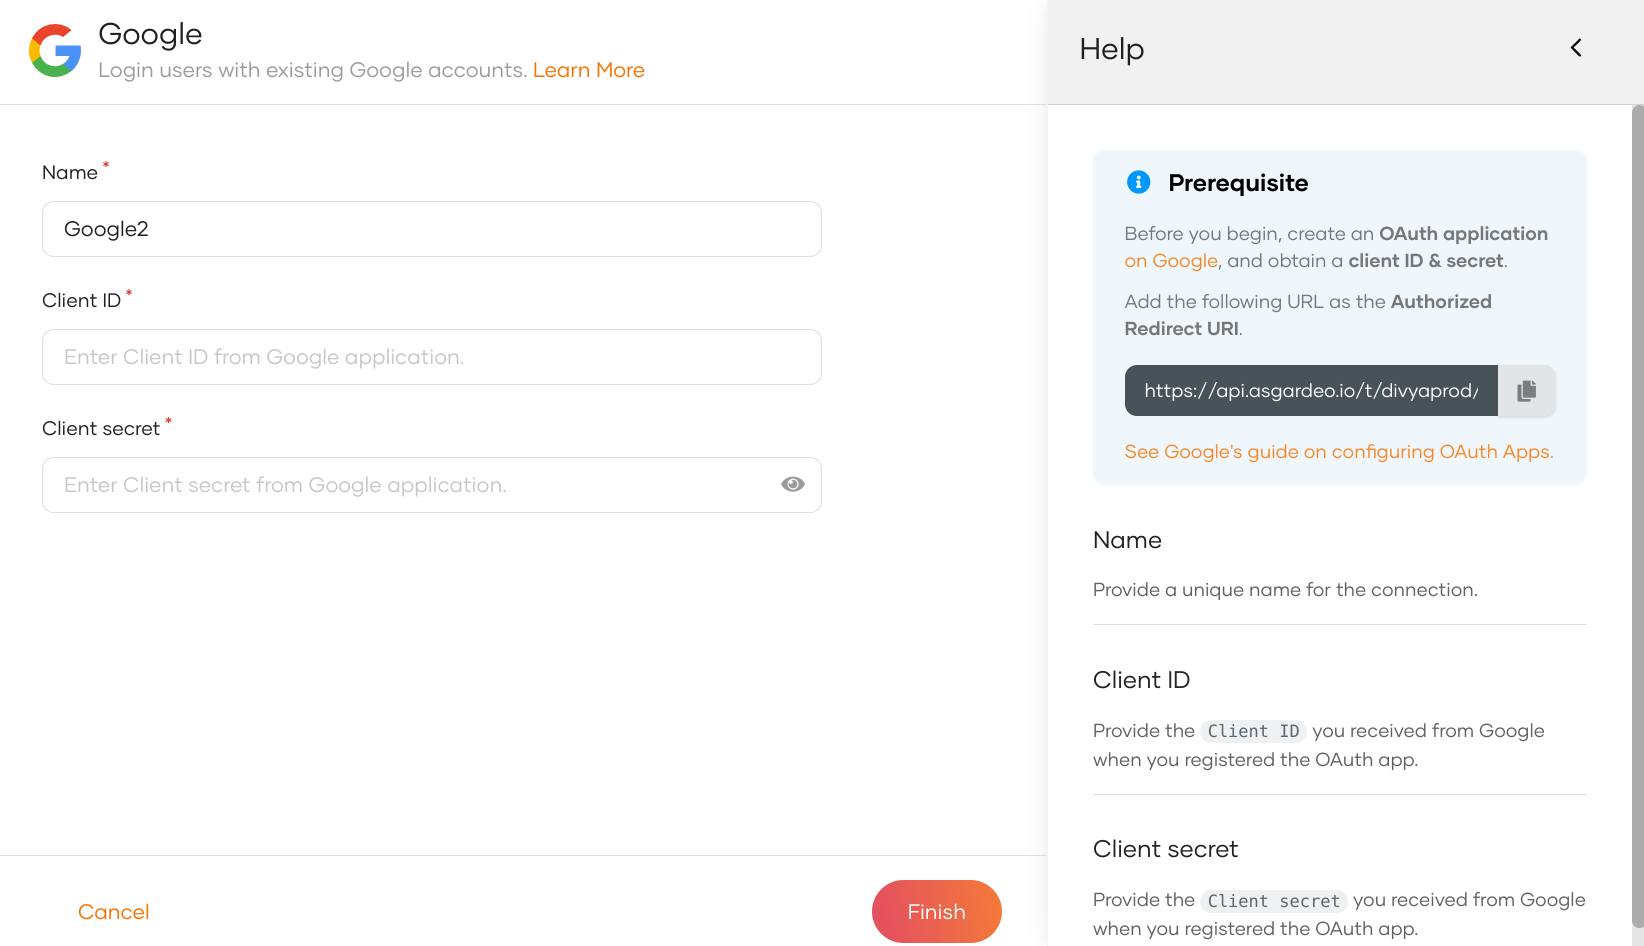 Google
Login users with existing Google accounts. Learn More
Name *
Google2
Client ID *
Enter Client ID from Google application.
Client secret *
Enter Client secret from Google application.
Cancel
Finish
Help
Prerequisite
Before you begin, create an OAuth application
on Google, and obtain a client ID & secret.
Add the following URL as the Authorized
Redirect URI.
https://api.asgardeo.io/t/divyaprod/
See Google's guide on configuring OAuth Apps.
Name
Provide a unique name for the connection.
Client ID
Provide the Client ID you received from Google
when you registered the OAuth app.
Client secret
Provide the Client secret you received from Google
when you registered the OAuth app.